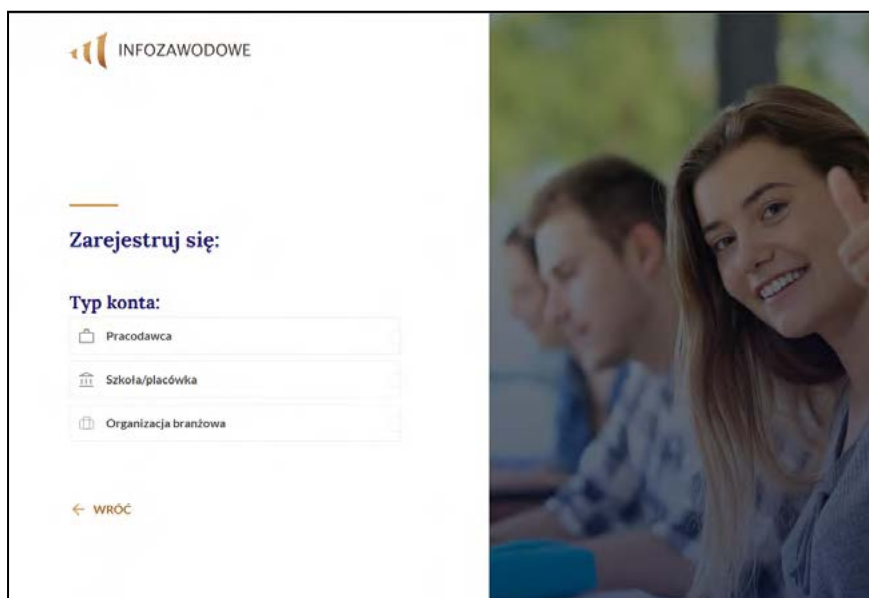 INFOZAWODOWE
Zarejestruj się:
Typ konta:
Pracodawca
Szkoła/placówka
Organizacja branżowa
← WRÓĆ